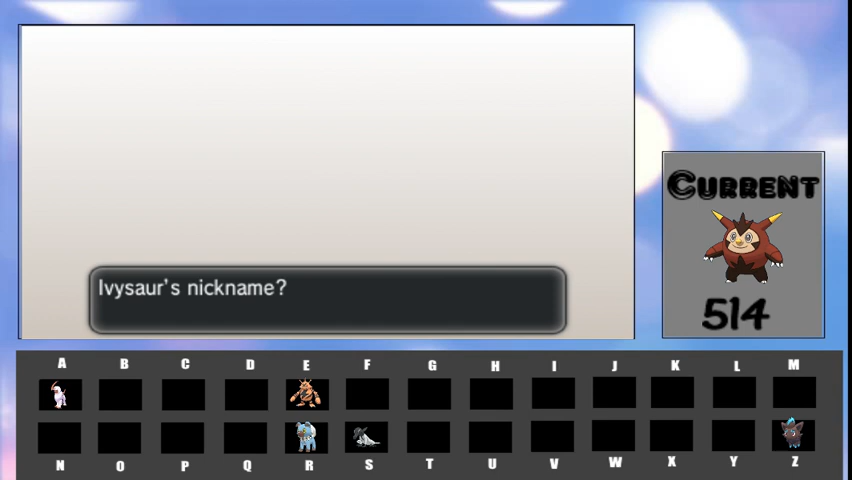 Current
Ivysaur's nickname?
514
A B C D E F G H I J K L M
N O P Q R S T U V W X Y Z